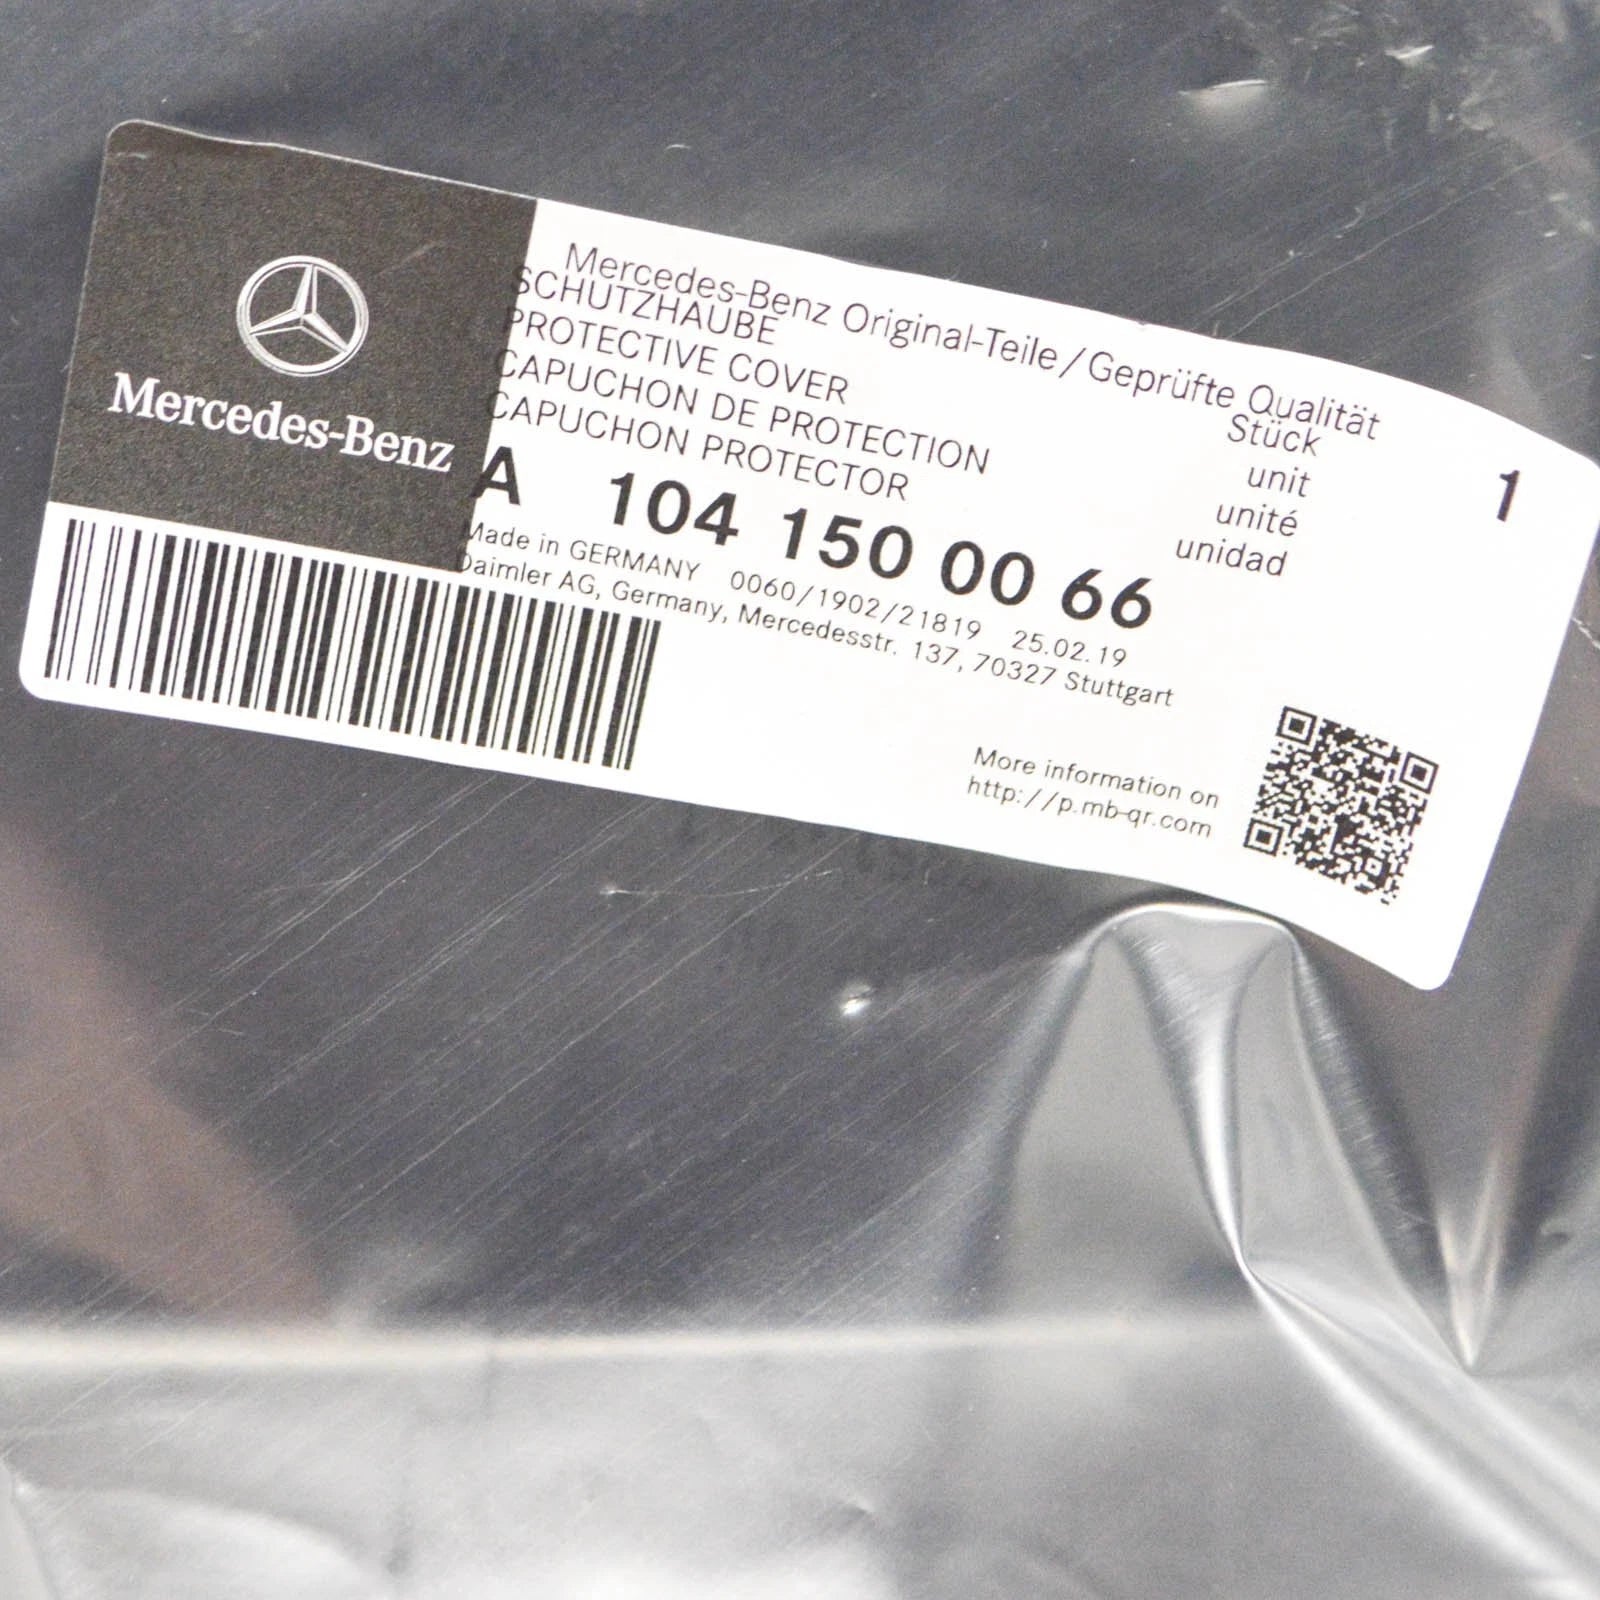 Mercedes-Benz
Mercedes-Benz Original-Teile/Geprüfte Qualität
SCHUTZHAUBE
PROTECTIVE COVER
CAPUCHON DE PROTECTION
CAPUCHON PROTECTOR
Stück
unit
unité
unidad
1
A 104 150 00 66
Made in GERMANY 0060/1902/21819 25.02.19
Daimler AG, Germany, Mercedesstr. 137, 70327 Stuttgart
More information on
http://p.mb-qr.com